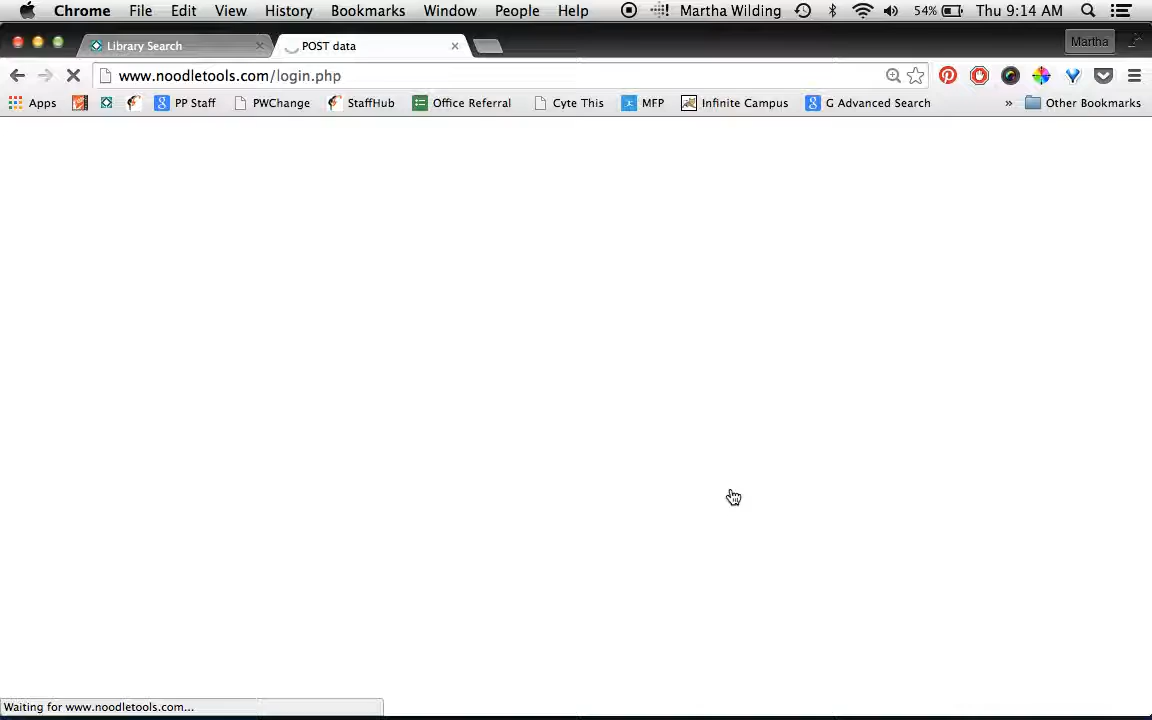 Chrome File Edit View History Bookmarks Window People Help Martha Wilding 54% Thu 9:14 AM
Library Search POST data Martha
www.noodletools.com/login.php
Apps PP Staff PWChange StaffHub Office Referral Cyte This MFP Infinite Campus G Advanced Search » Other Bookmarks
Waiting for www.noodletools.com...